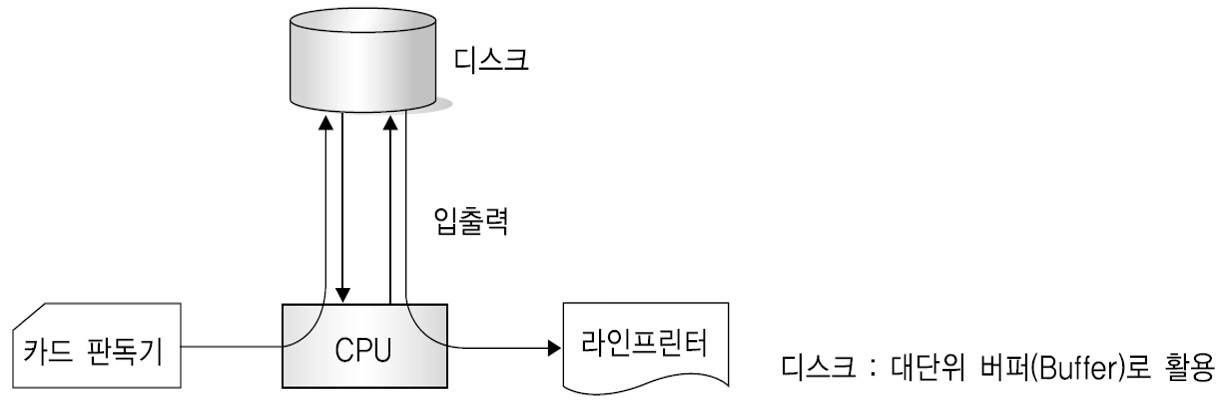 디스크
입출력
카드 판독기
CPU
라인프린터
디스크 : 대단위 버퍼(Buffer)로 활용